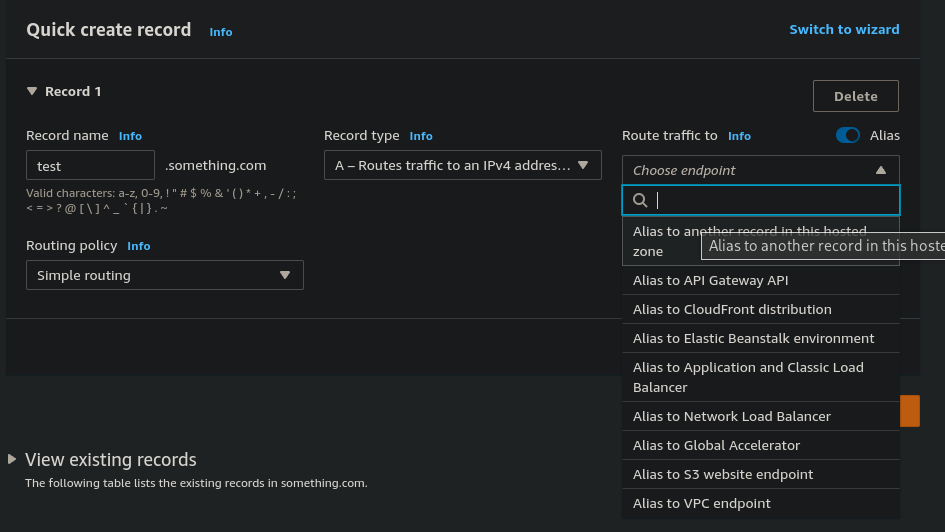 Quick create record Info Switch to wizard
Record 1 Delete
Record name Info Record type Info Route traffic to Info Alias
test .something.com A – Routes traffic to an IPv4 addres... Choose endpoint
Valid characters: a-z, 0-9, ! " # $ % & ' ( ) * + , - / : ;
< = > ? @ [ \ ] ^ _ ` { | } . ~
Alias to another record in this hosted
zone
Alias to another record in this hoste
Routing policy Info
Simple routing
Alias to API Gateway API
Alias to CloudFront distribution
Alias to Elastic Beanstalk environment
Alias to Application and Classic Load
Balancer
Alias to Network Load Balancer
Alias to Global Accelerator
Alias to S3 website endpoint
Alias to VPC endpoint
View existing records
The following table lists the existing records in something.com.